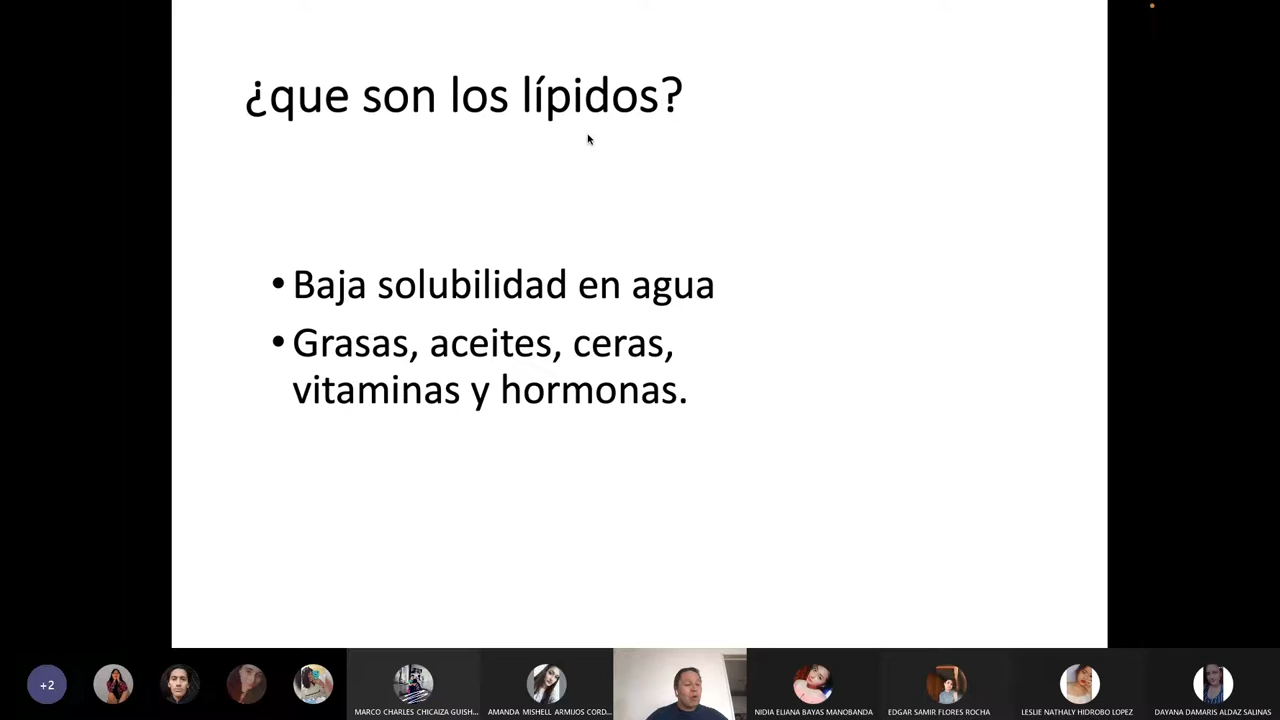 ¿que son los lípidos?
• Baja solubilidad en agua
• Grasas, aceites, ceras,
vitaminas y hormonas.
+2
MARCO CHARLES CHICAIZA GUISH...
AMANDA MISHELL ARMIJOS CORD...
NIDIA ELIANA BAYAS MANOBANDA
EDGAR SAMIR FLORES ROCHA
LESLIE NATHALY HIDROBO LOPEZ
DAYANA DAMARIS ALDAZ SALINAS